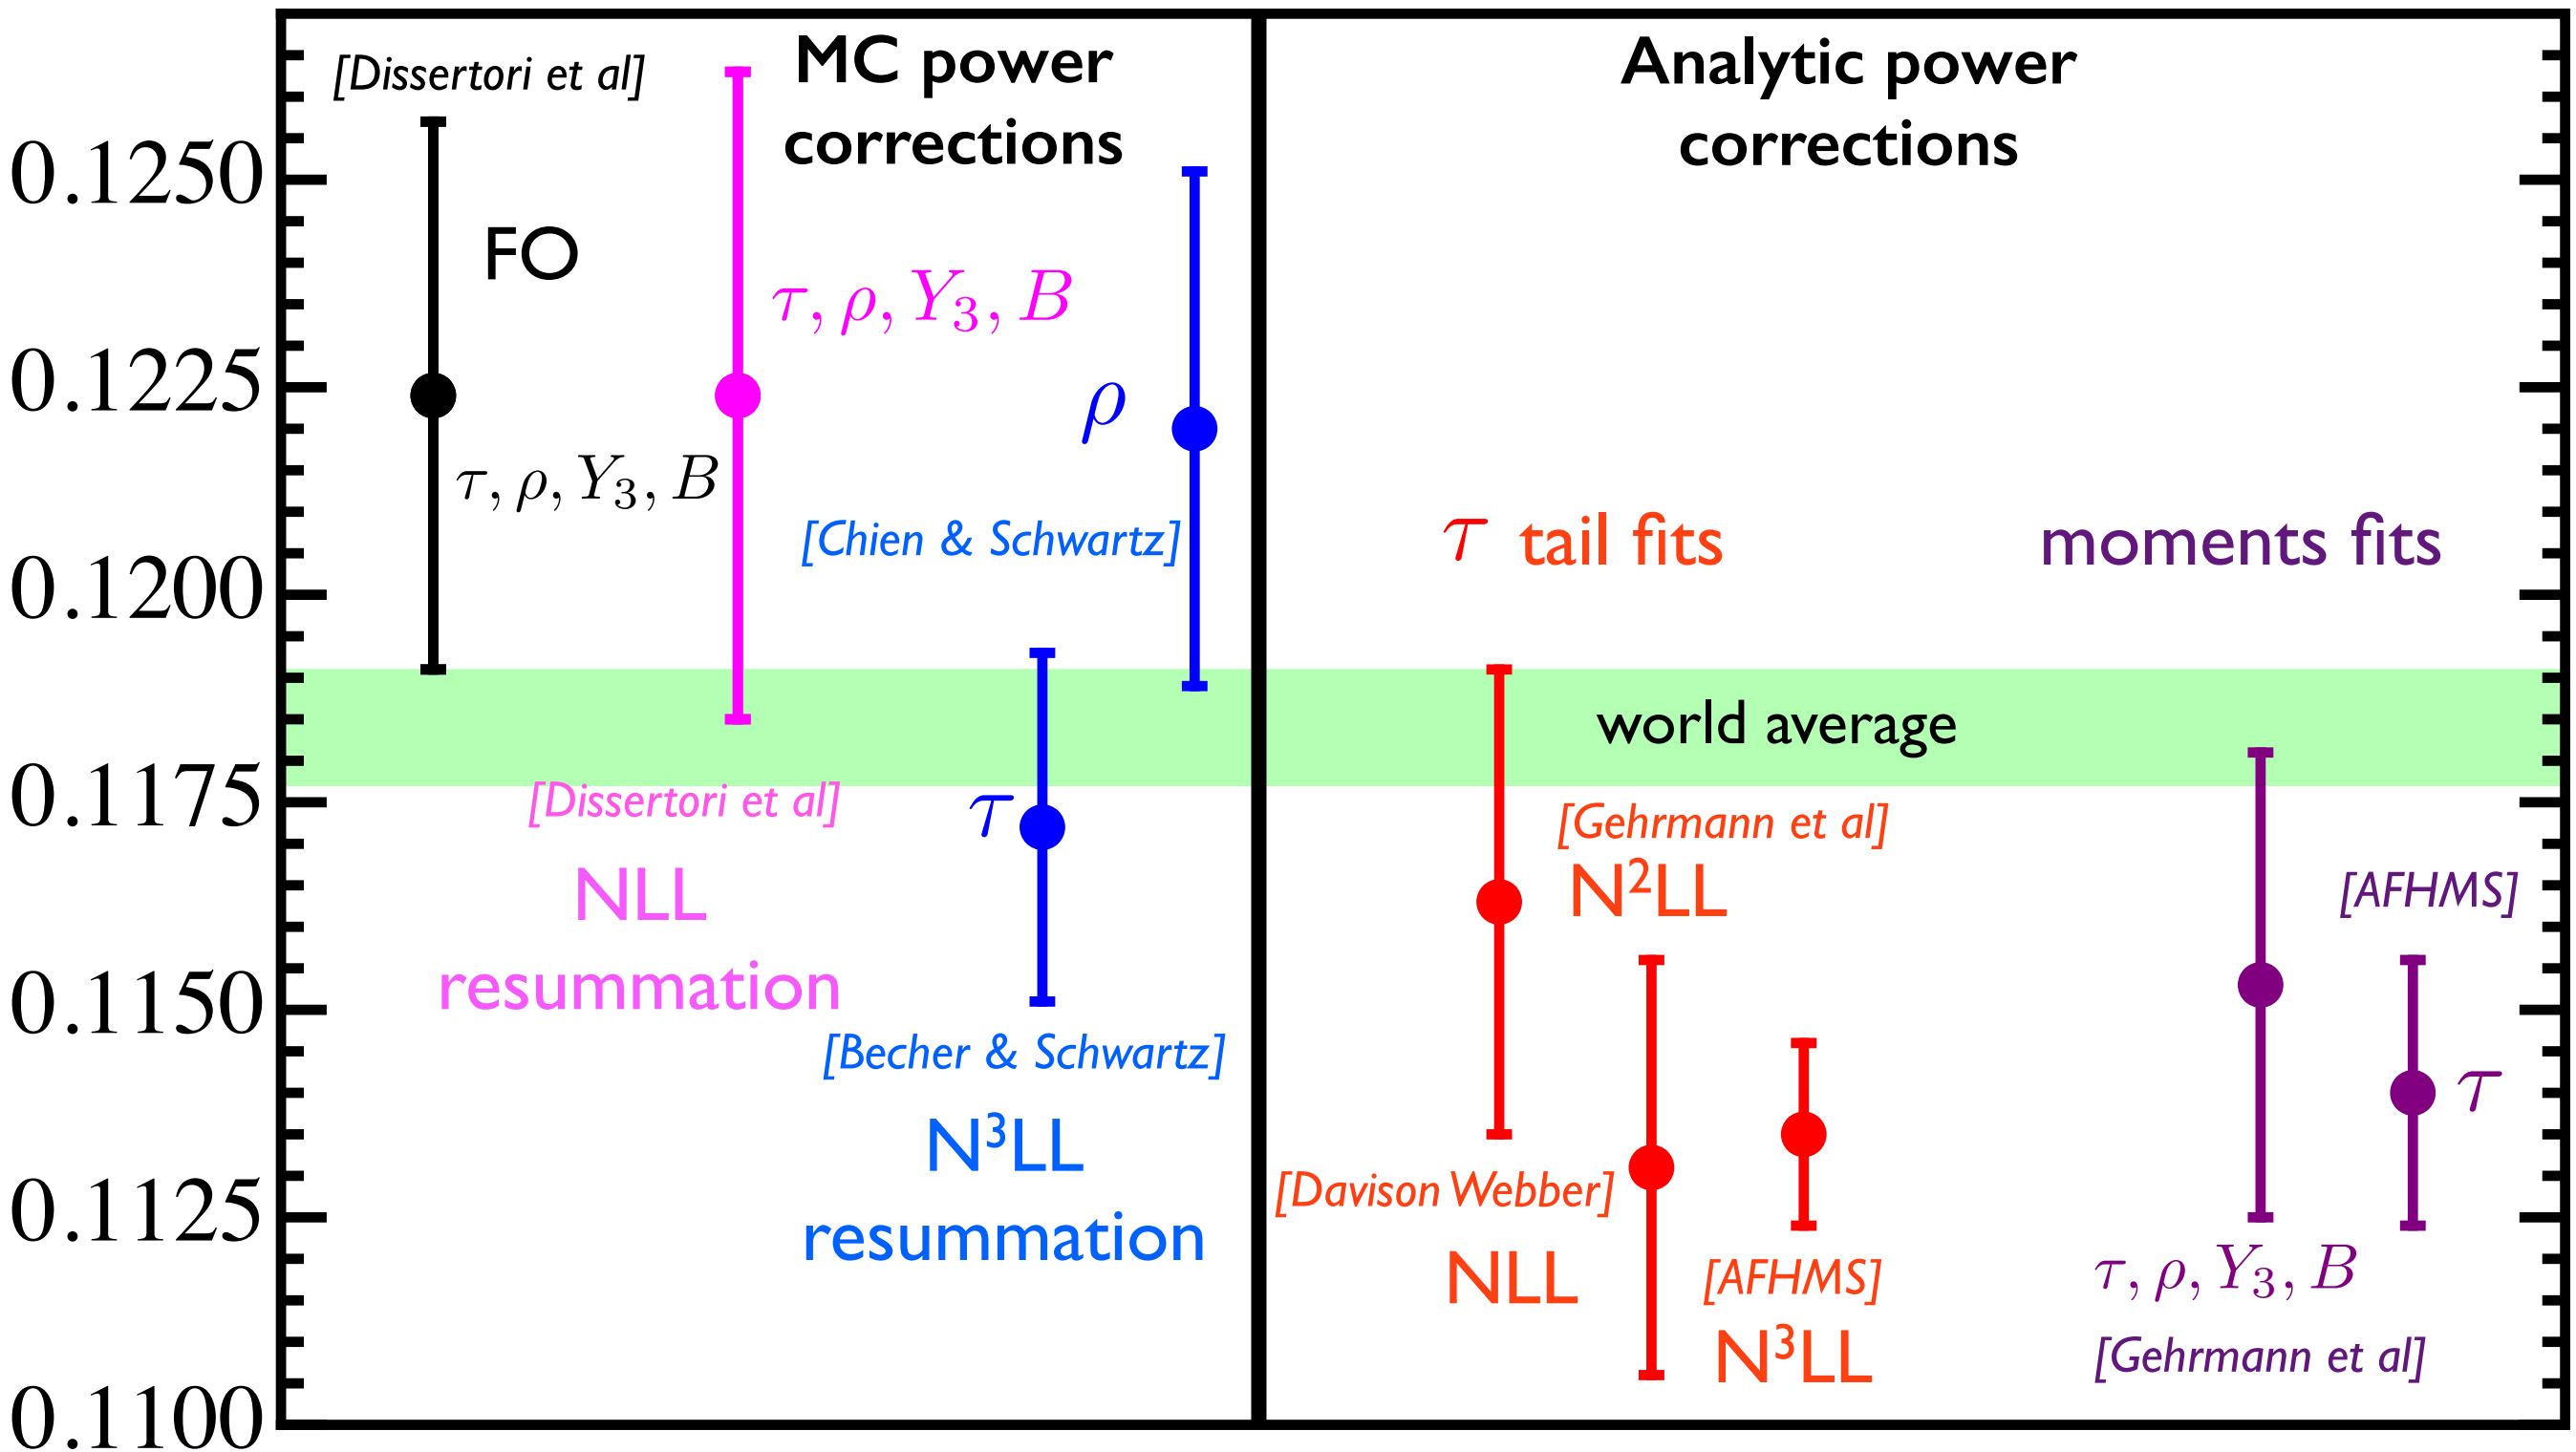 [Dissertori et al]
MC power
corrections
Analytic power
corrections
0.1250
FO
τ, ρ, Y₃, B
0.1225
ρ
τ, ρ, Y₃, B
[Chien & Schwartz]
τ tail fits
moments fits
0.1200
world average
0.1175
[Dissertori et al]
τ
[Gehrmann et al]
NLL
resummation
N²LL
[AFHMS]
0.1150
[Becher & Schwartz]
τ
N³LL
resummation
[Davison Webber]
NLL
0.1125
[AFHMS]
N³LL
τ, ρ, Y₃, B
[Gehrmann et al]
0.1100